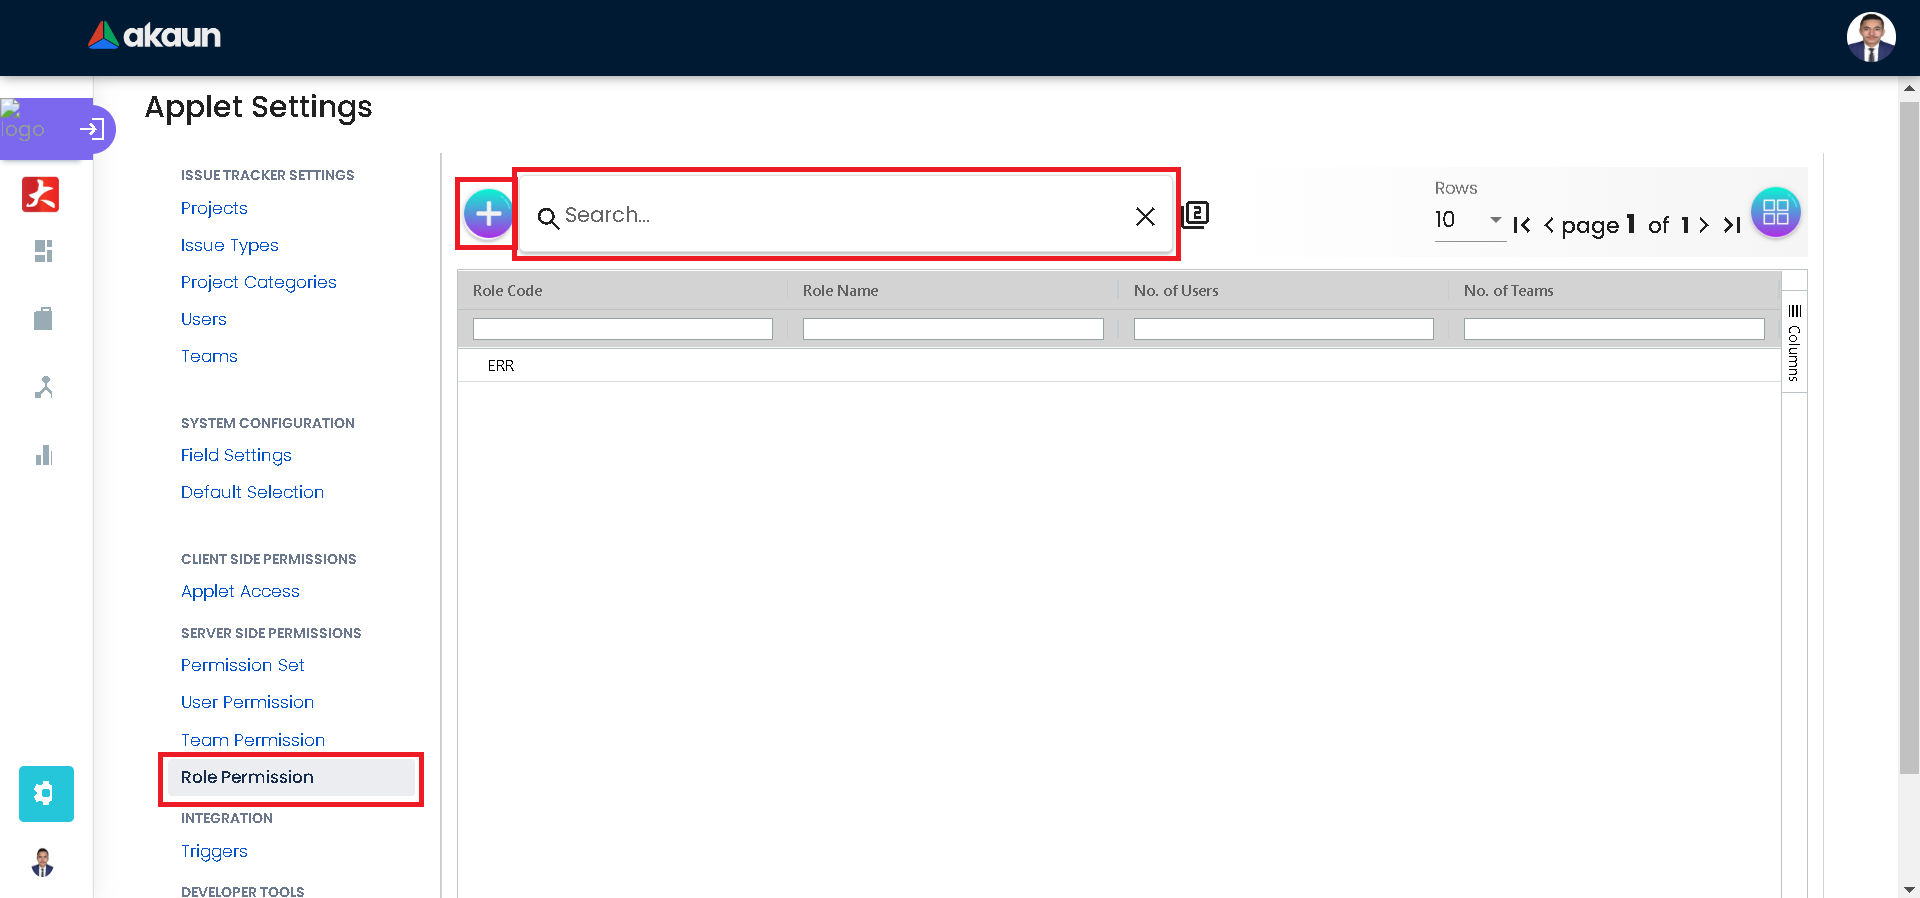 akaun
logo
Applet Settings
ISSUE TRACKER SETTINGS
Projects
Issue Types
Project Categories
Users
Teams
SYSTEM CONFIGURATION
Field Settings
Default Selection
CLIENT SIDE PERMISSIONS
Applet Access
SERVER SIDE PERMISSIONS
Permission Set
User Permission
Team Permission
Role Permission
INTEGRATION
Triggers
DEVELOPER TOOLS
Search...
2
Rows
10
page 1 of 1
Role Code
Role Name
No. of Users
No. of Teams
ERR
Columns